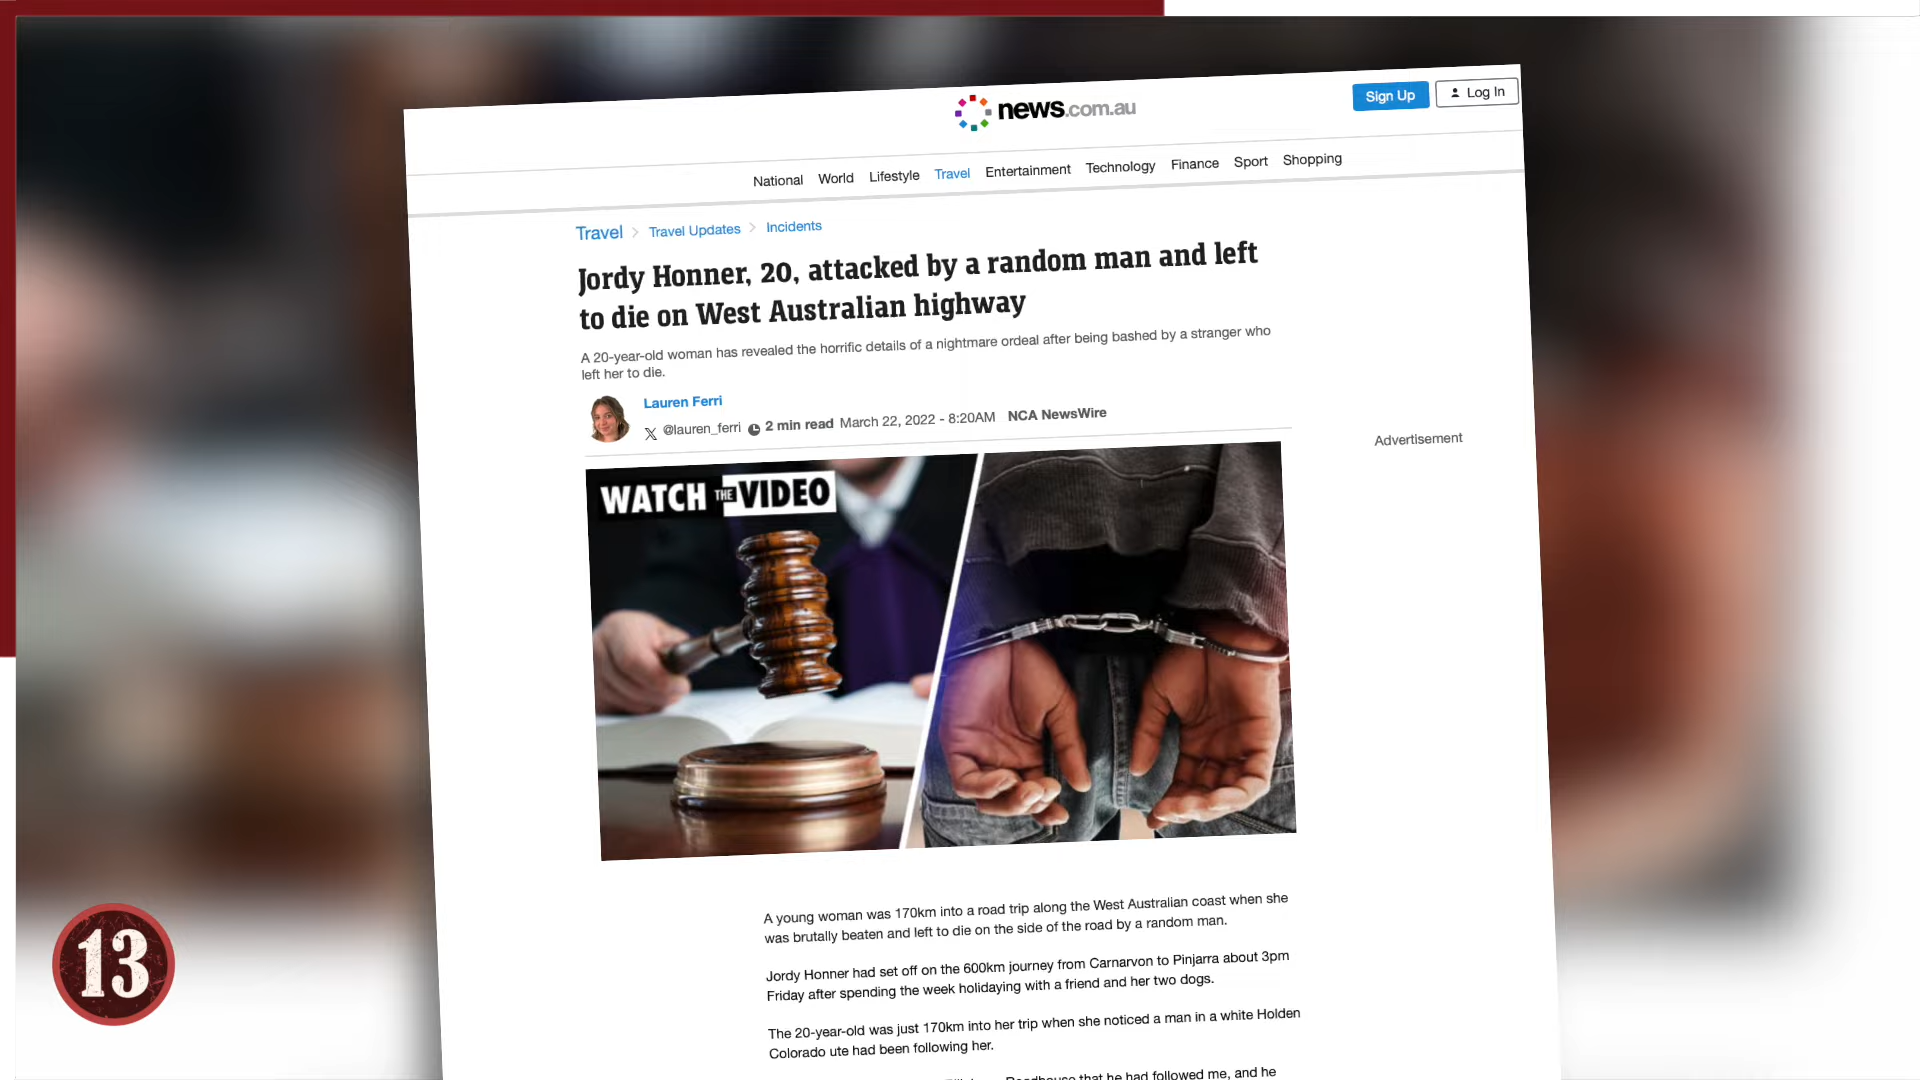 news.com.au
Sign Up
Log In
National World Lifestyle Travel Entertainment Technology Finance Sport Shopping
Travel > Travel Updates > Incidents
Jordy Honner, 20, attacked by a random man and left
to die on West Australian highway
A 20-year-old woman has revealed the horrific details of a nightmare ordeal after being bashed by a stranger who
left her to die.
Lauren Ferri
@lauren_ferri 2 min read March 22, 2022 - 8:20AM NCA NewsWire
Advertisement
WATCH THE VIDEO
A young woman was 170km into a road trip along the West Australian coast when she
was brutally beaten and left to die on the side of the road by a random man.
Jordy Honner had set off on the 600km journey from Carnarvon to Pinjarra about 3pm
Friday after spending the week holidaying with a friend and her two dogs.
The 20-year-old was just 170km into her trip when she noticed a man in a white Holden
Colorado ute had been following her.
Roadhouse that he had followed me, and he
13